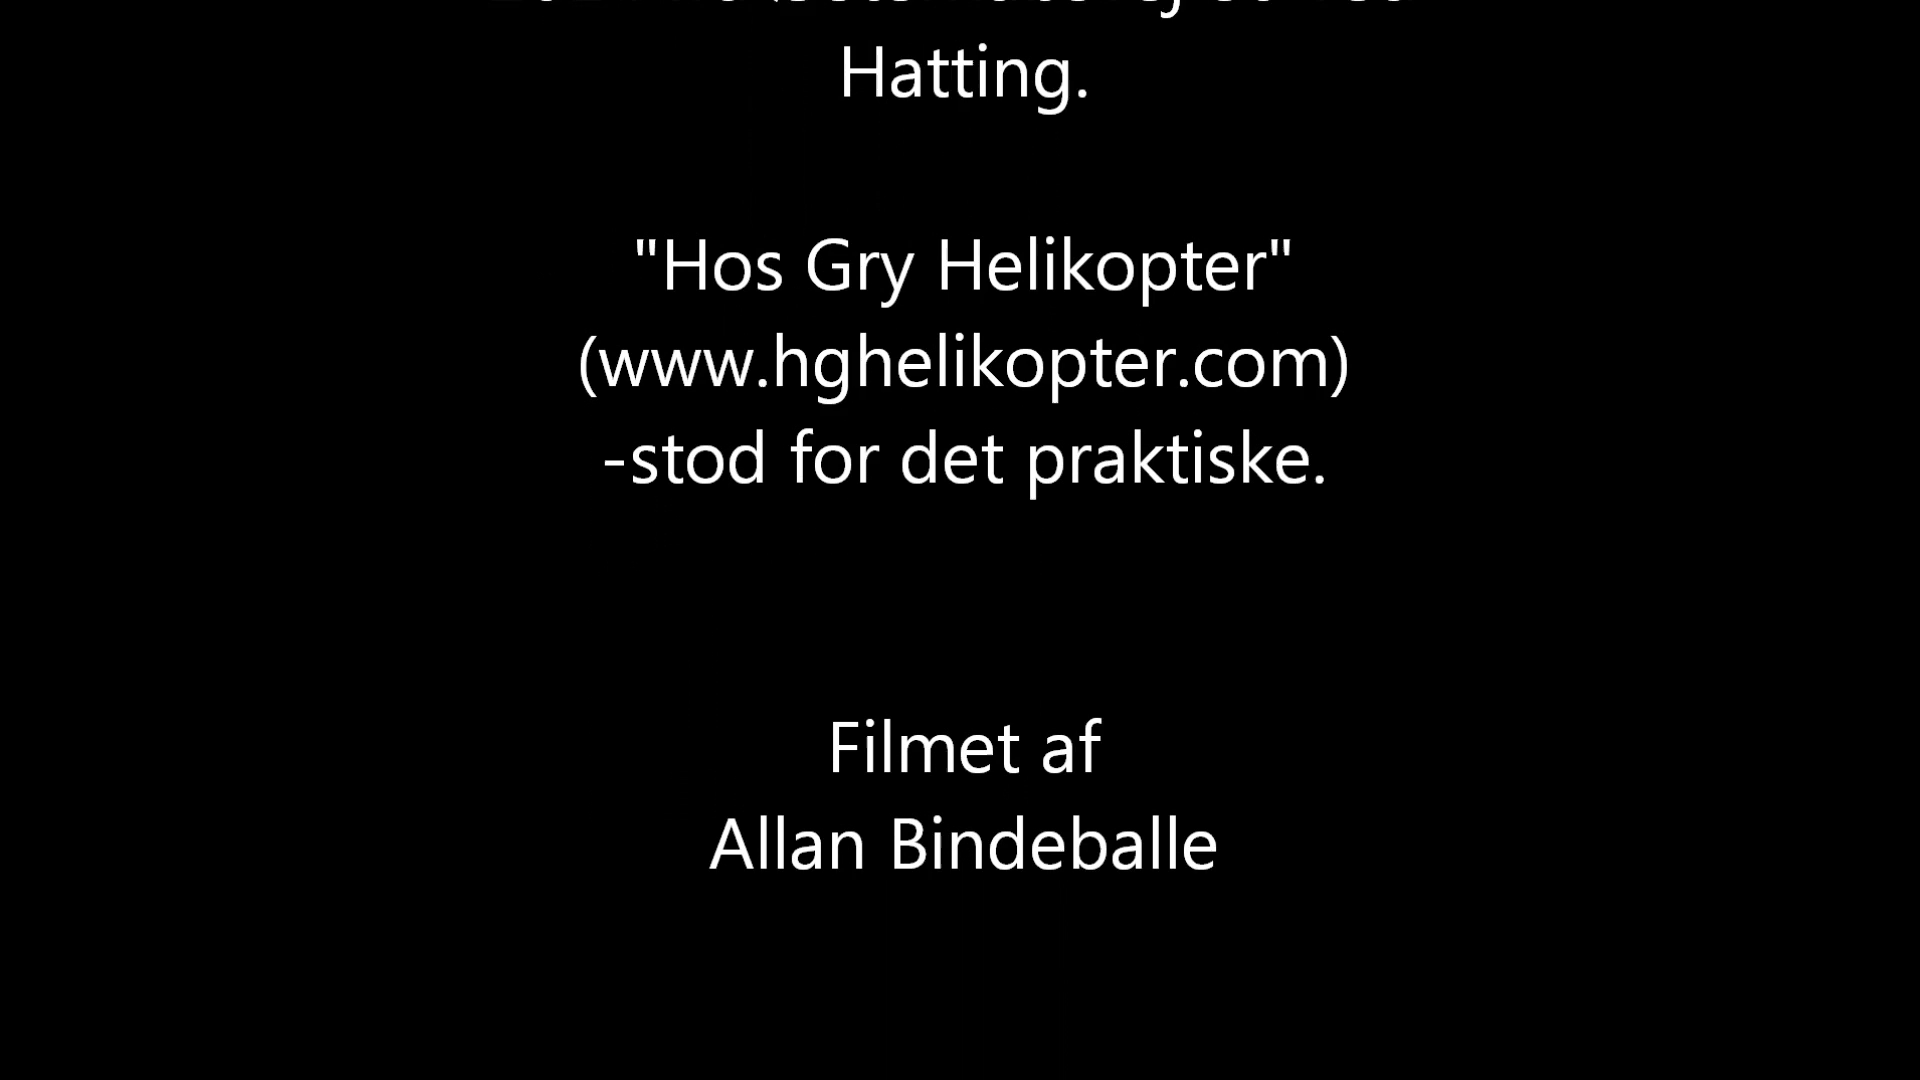 Hatting.
"Hos Gry Helikopter"
(www.hghelikopter.com)
-stod for det praktiske.
Filmet af
Allan Bindeballe